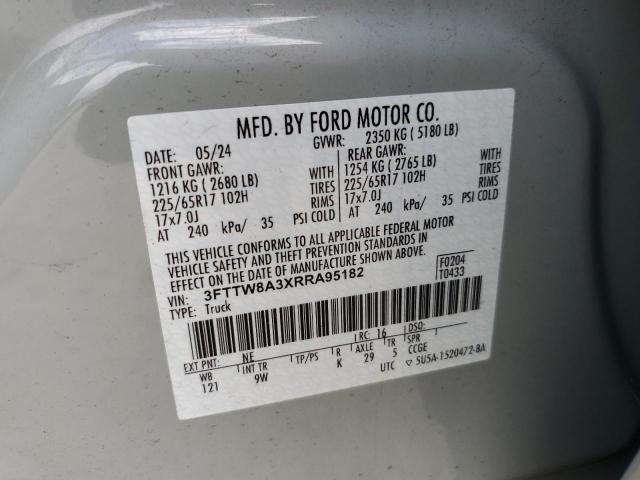 MFD. BY FORD MOTOR CO.
DATE: 05/24 GVWR: 2350 KG ( 5180 LB)
FRONT GAWR: REAR GAWR:
1216 KG ( 2680 LB) 1254 KG ( 2765 LB)
225/65R17 102H TIRES 225/65R17 102H TIRES
17x7.0J RIMS 17x7.0J RIMS
AT 240 kPa/ 35 PSI COLD AT 240 kPa/ 35 PSI COLD
THIS VEHICLE CONFORMS TO ALL APPLICABLE FEDERAL MOTOR
VEHICLE SAFETY AND THEFT PREVENTION STANDARDS IN
EFFECT ON THE DATE OF MANUFACTURE SHOWN ABOVE.
VIN: 3FTTW8A3XRRA95182 F0204
TYPE: Truck T0433
EXT PNT: NE RC: 16 DSO:
WB INT TR TP/PS R AXLE TR SPR
121 9W K 29 5 CCGE
UTC 5U5A-1520472-BA